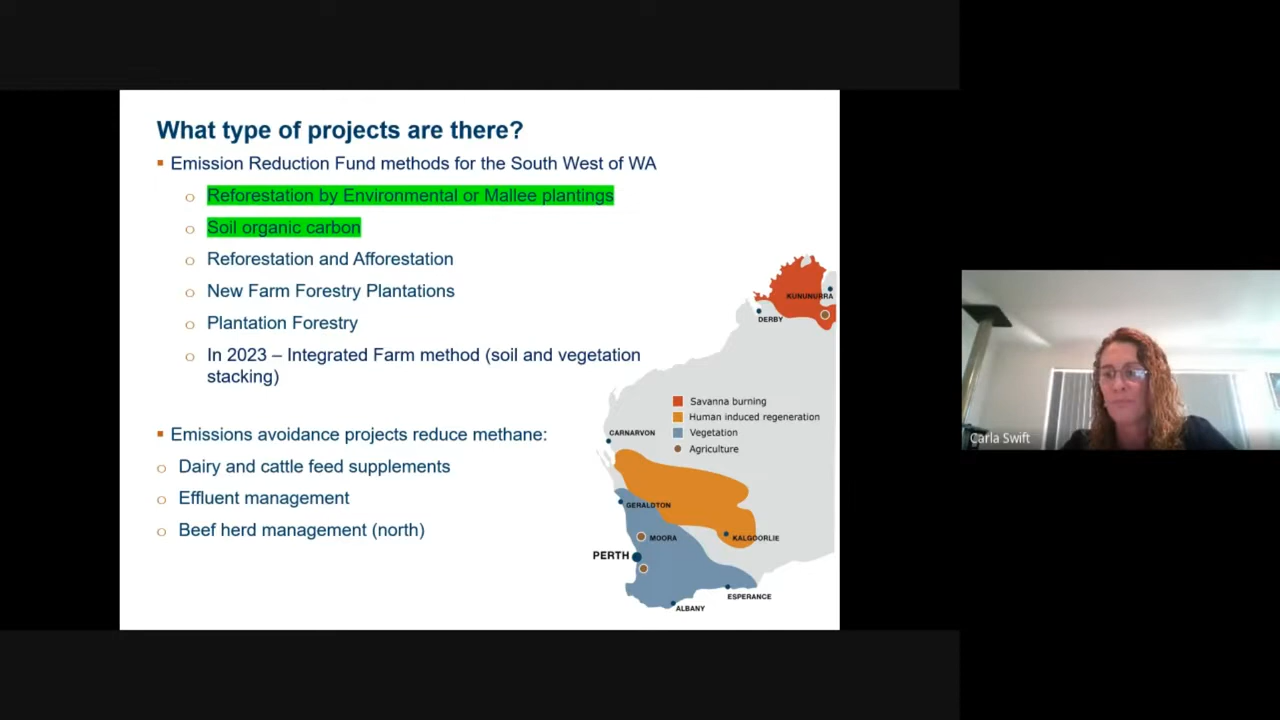 What type of projects are there?
Emission Reduction Fund methods for the South West of WA
Reforestation by Environmental or Mallee plantings
Soil organic carbon
Reforestation and Afforestation
New Farm Forestry Plantations
Plantation Forestry
In 2023 – Integrated Farm method (soil and vegetation
stacking)
Emissions avoidance projects reduce methane:
Dairy and cattle feed supplements
Effluent management
Beef herd management (north)
KUNUNURRA
DERBY
Savanna burning
Human induced regeneration
Vegetation
Agriculture
CARNARVON
GERALDTON
MOORA
KALGOORLIE
PERTH
ESPERANCE
ALBANY
Carla Swift